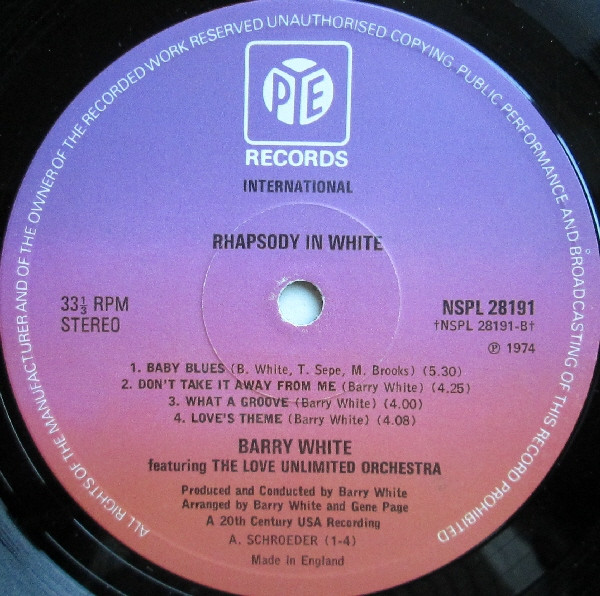 ALL RIGHTS OF THE MANUFACTURER AND OF THE OWNER OF THE RECORDED WORK RESERVED UNAUTHORISED COPYING, PUBLIC PERFORMANCE AND BROADCASTING OF THIS RECORD PROHIBITED
PYE
RECORDS
INTERNATIONAL
RHAPSODY IN WHITE
33⅓ RPM
STEREO
NSPL 28191
†NSPL 28191-B†
℗ 1974
1. BABY BLUES (B. White, T. Sepe, M. Brooks) (5.30)
2. DON'T TAKE IT AWAY FROM ME (Barry White) (4.25)
3. WHAT A GROOVE (Barry White) (4.00)
4. LOVE'S THEME (Barry White) (4.08)
BARRY WHITE
featuring THE LOVE UNLIMITED ORCHESTRA
Produced and Conducted by Barry White
Arranged by Barry White and Gene Page
A 20th Century USA Recording
A. SCHROEDER (1-4)
Made in England